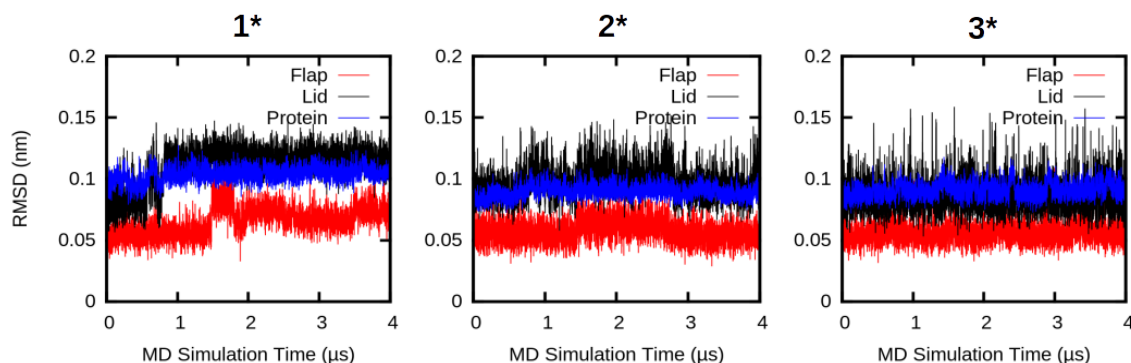 1*
2*
3*
RMSD (nm)
0.2
0.15
0.1
0.05
0
Flap
Lid
Protein
0 1 2 3 4
MD Simulation Time (µs)
0.2
0.15
0.1
0.05
0
Flap
Lid
Protein
0 1 2 3 4
MD Simulation Time (µs)
0.2
0.15
0.1
0.05
0
Flap
Lid
Protein
0 1 2 3 4
MD Simulation Time (µs)